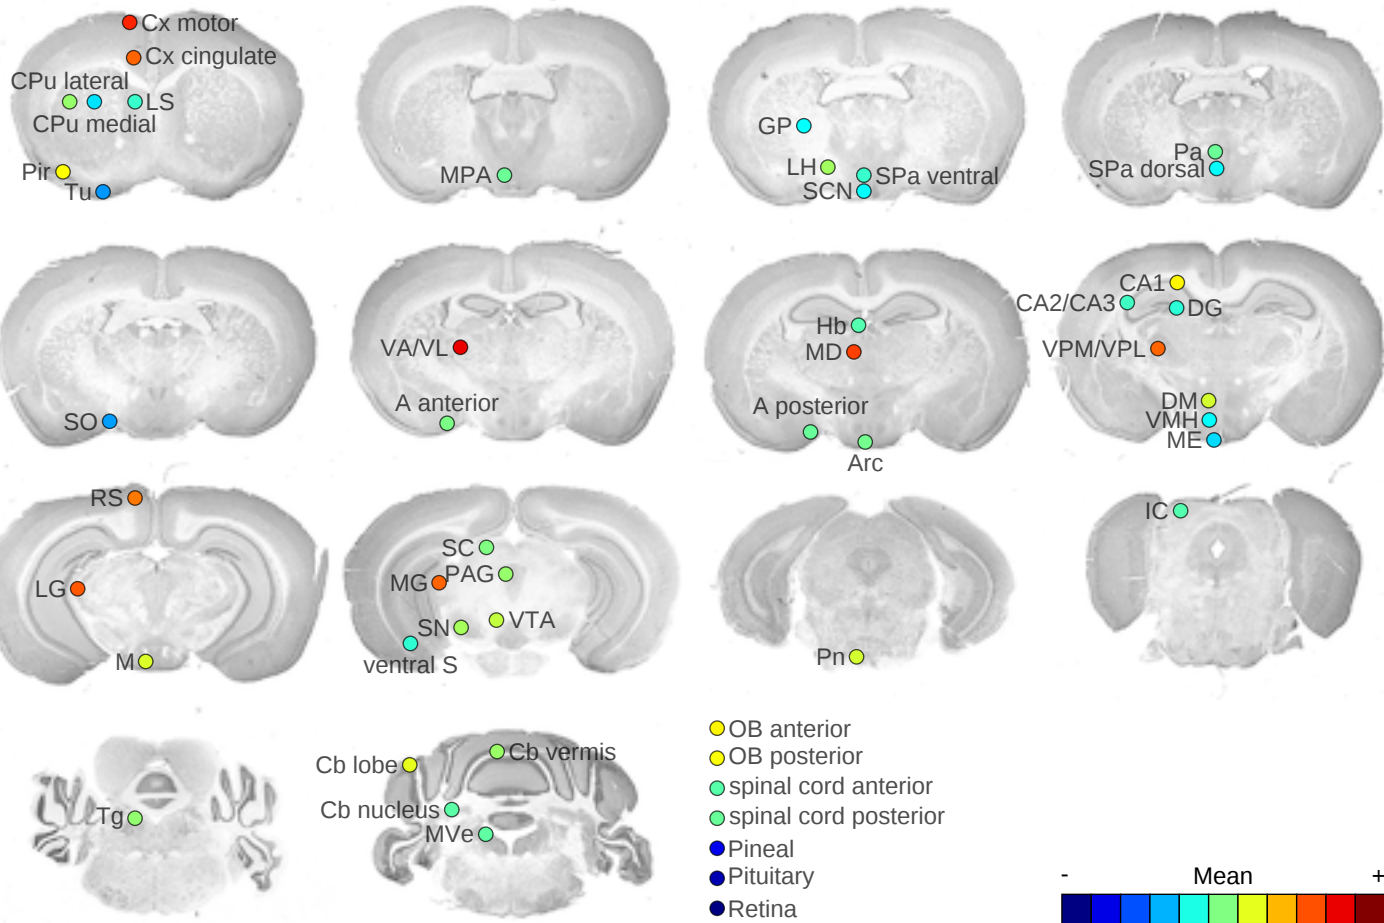 Cx motor
Cx cingulate
CPu lateral
LS
CPu medial
Pir
Tu
MPA
GP
LH
SPa ventral
SCN
Pa
SPa dorsal
SO
VA/VL
A anterior
Hb
MD
A posterior
Arc
CA1
CA2/CA3
DG
VPM/VPL
DM
VMH
ME
RS
LG
M
SC
MG
PAG
SN
VTA
ventral S
Pn
IC
Tg
Cb lobe
Cb vermis
Cb nucleus
MVe
OB anterior
OB posterior
spinal cord anterior
spinal cord posterior
Pineal
Pituitary
Retina
- Mean +